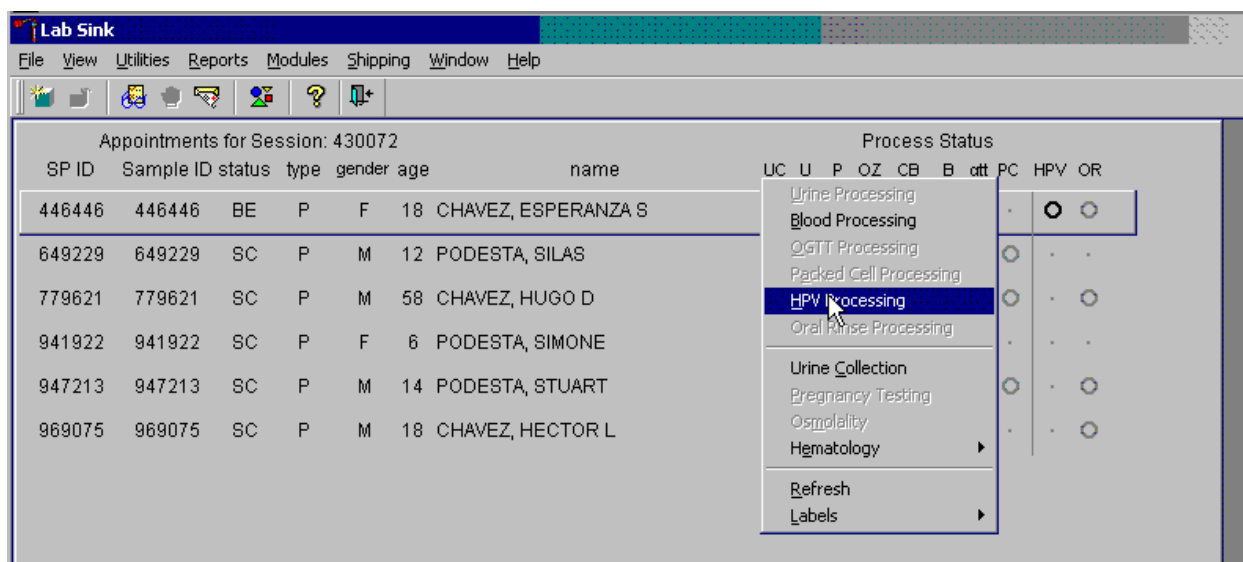 Lab Sink
File View Utilities Reports Modules Shipping Window Help
Appointments for Session: 430072 Process Status
SP ID Sample ID status type gender age name UC U P OZ CB B att PC HPV OR
446446 446446 BE P F 18 CHAVEZ, ESPERANZA S
649229 649229 SC P M 12 PODESTA, SILAS
779621 779621 SC P M 58 CHAVEZ, HUGO D
941922 941922 SC P F 6 PODESTA, SIMONE
947213 947213 SC P M 14 PODESTA, STUART
969075 969075 SC P M 18 CHAVEZ, HECTOR L
Urine Processing
Blood Processing
OGTT Processing
Packed Cell Processing
HPV Processing
Oral Rinse Processing
Urine Collection
Pregnancy Testing
Osmolality
Hematology
Refresh
Labels